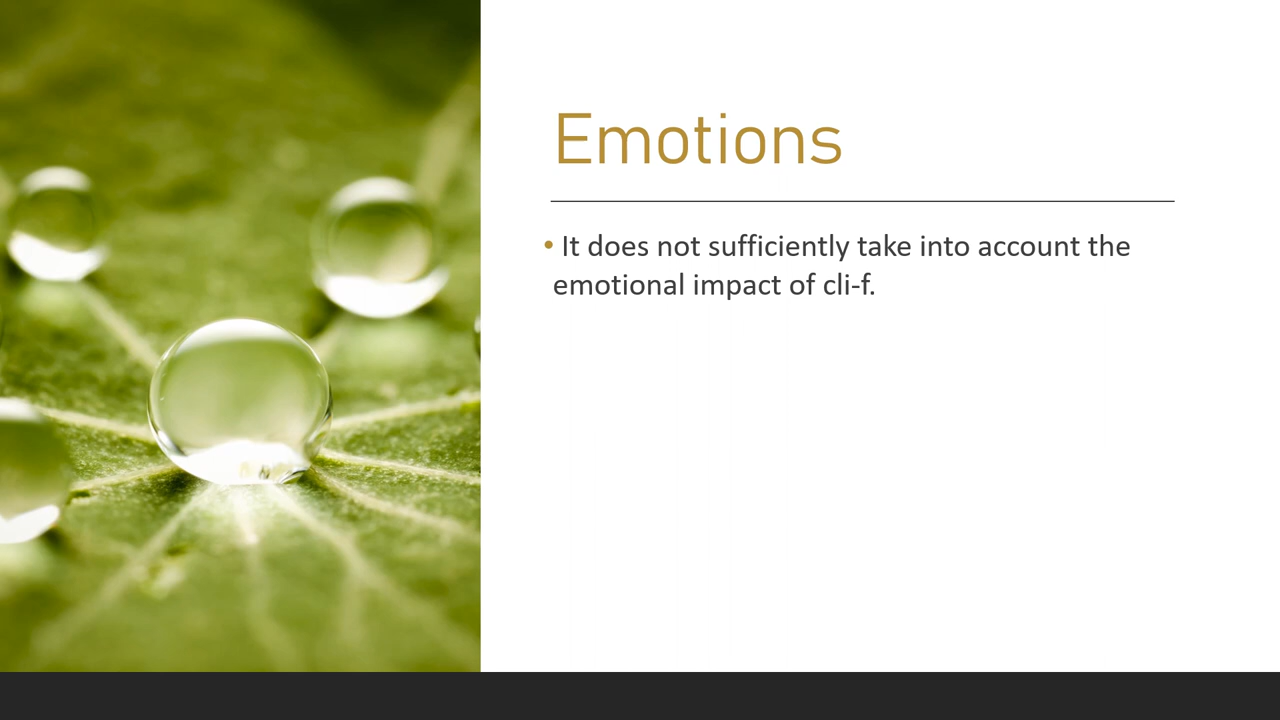 Emotions
• It does not sufficiently take into account the
emotional impact of cli-f.